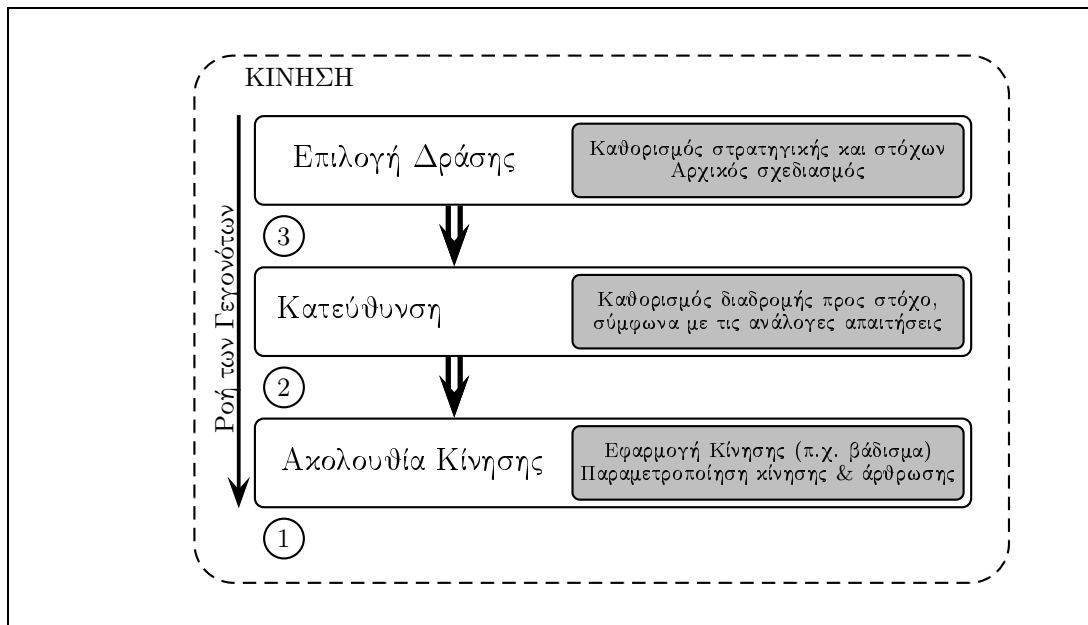 ΚΙΝΗΣΗ
Επιλογή Δράσης
Καθορισμός στρατηγικής και στόχων
Αρχικός σχεδιασμός
3
Κατεύθυνση
Καθορισμός διαδρομής προς στόχο,
σύμφωνα με τις ανάλογες απαιτήσεις
2
Ακολουθία Κίνησης
Εφαρμογή Κίνησης (π.χ. βάδισμα)
Παραμετροποίηση κίνησης & άρθρωσης
1
Ροή των Γεγονότων